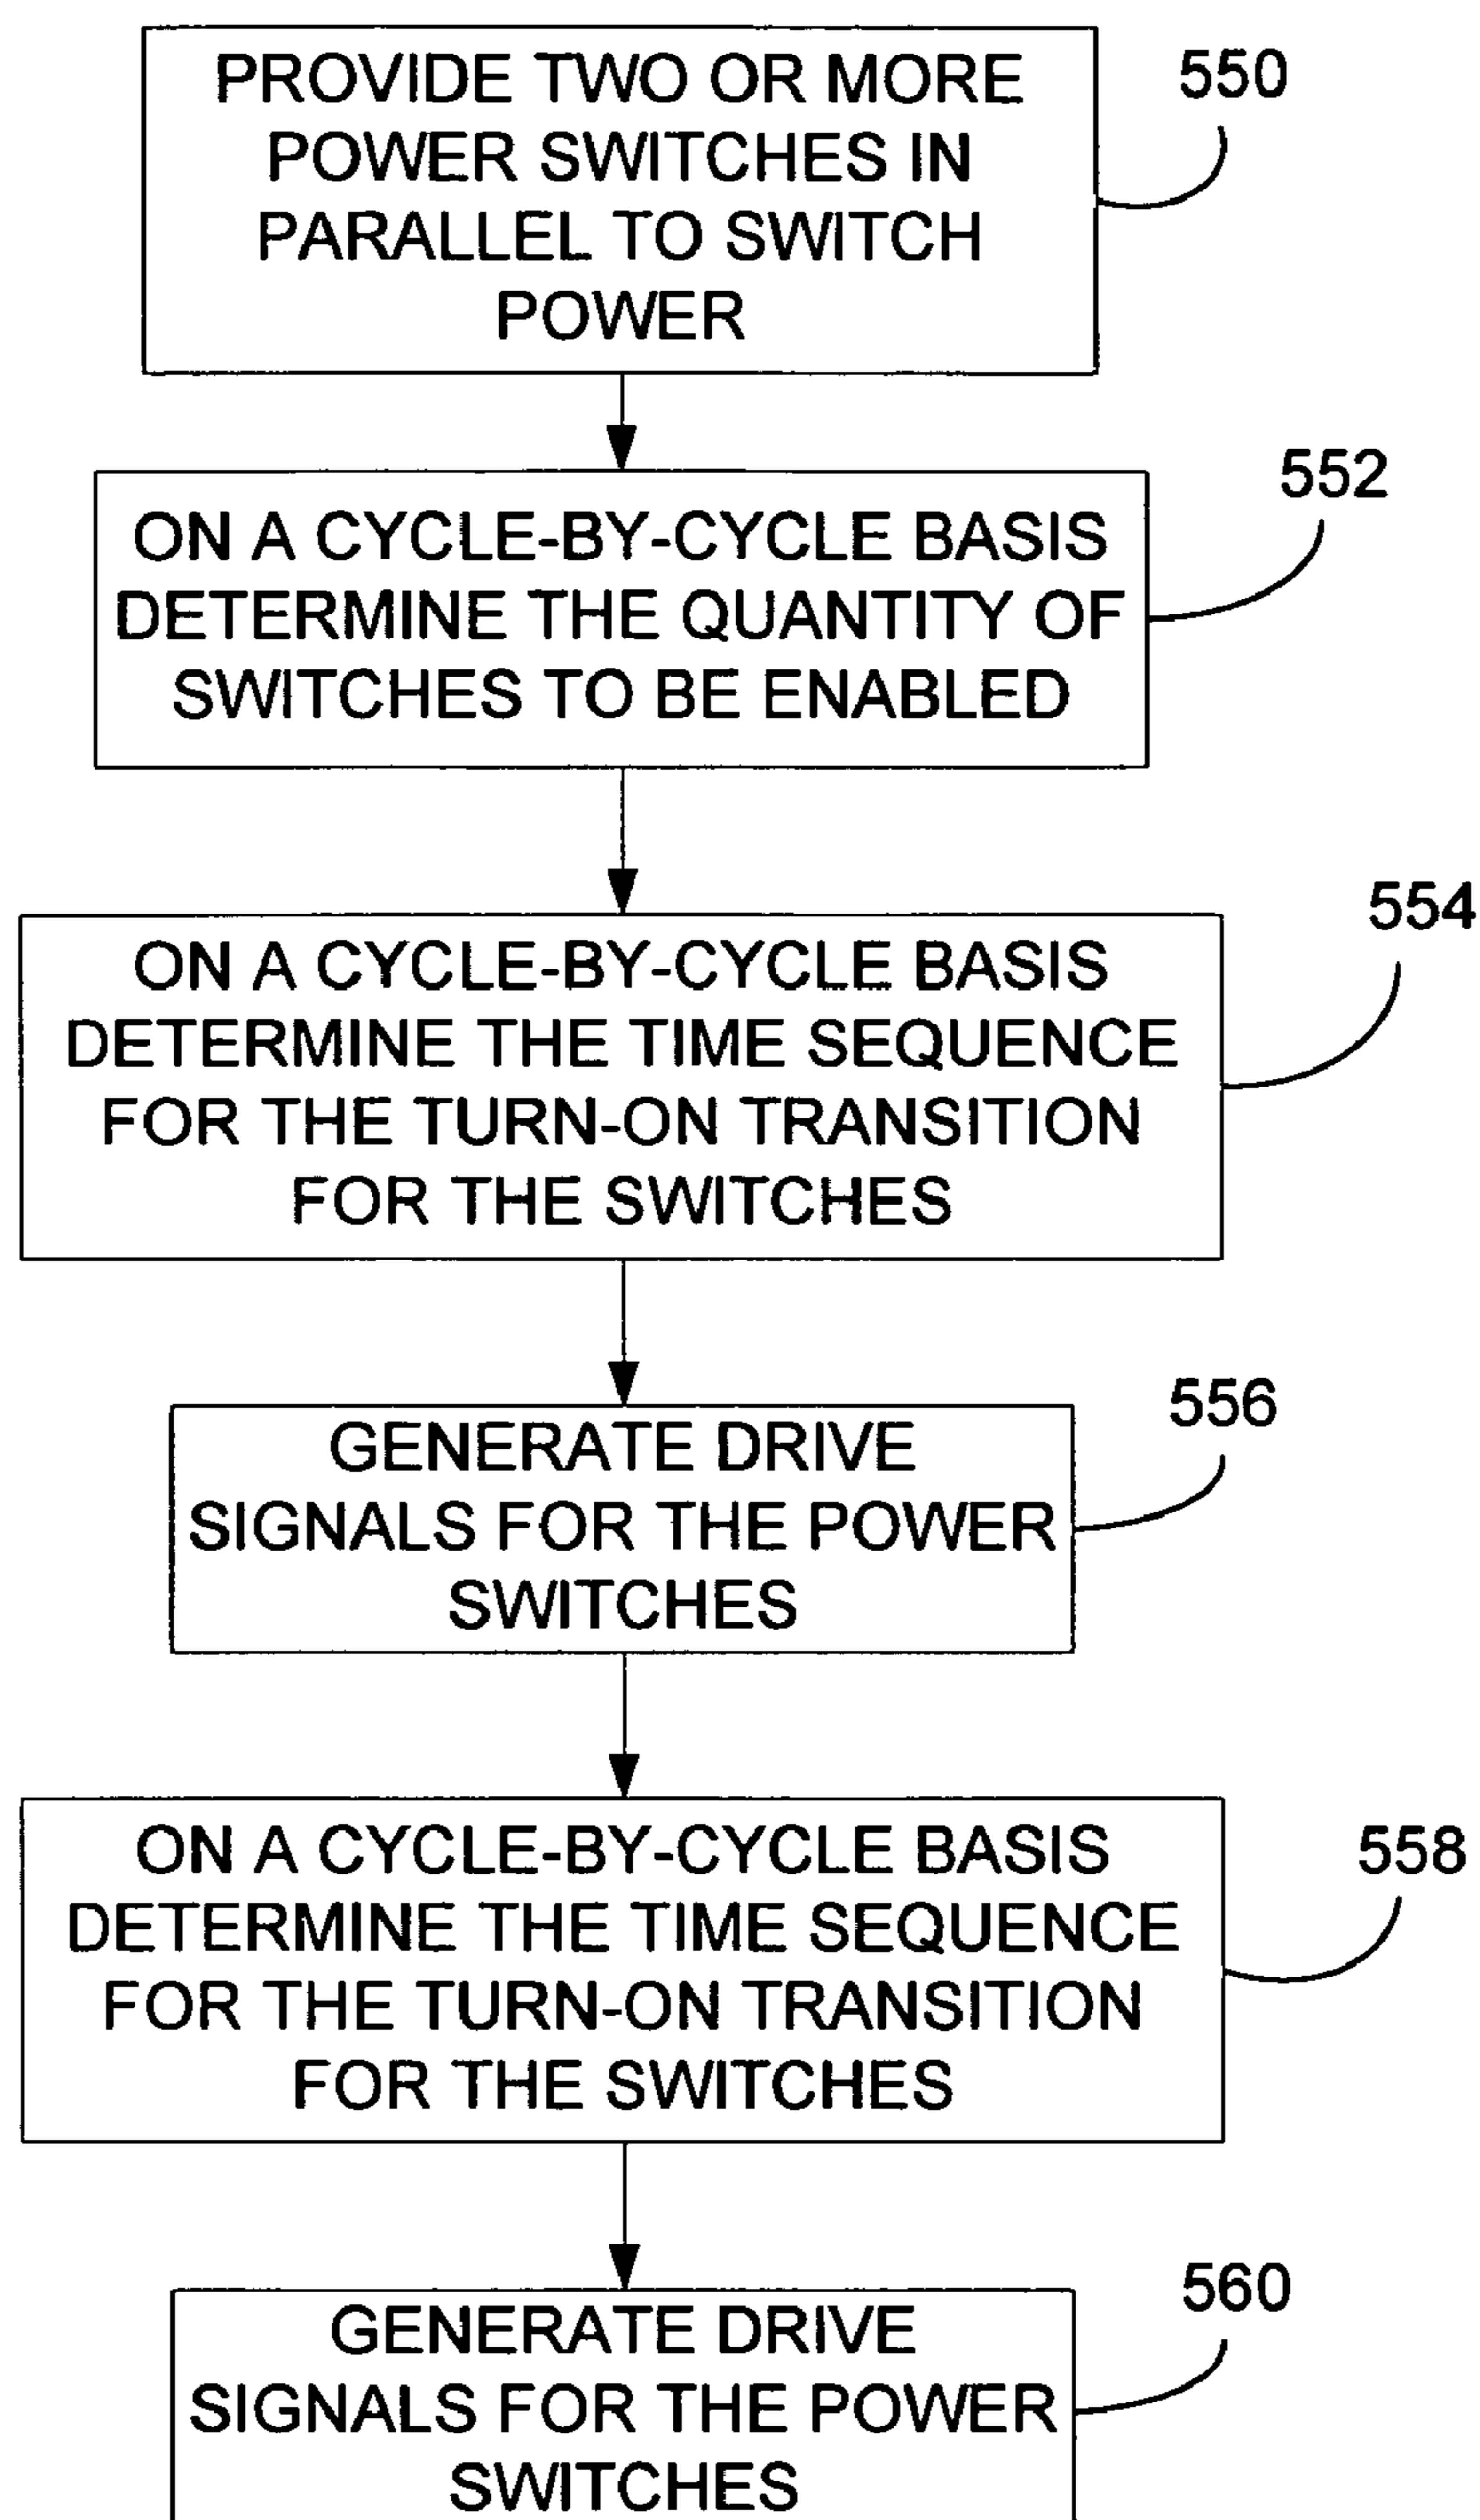 PROVIDE TWO OR MORE
POWER SWITCHES IN
PARALLEL TO SWITCH
POWER
550
ON A CYCLE-BY-CYCLE BASIS
DETERMINE THE QUANTITY OF
SWITCHES TO BE ENABLED
552
ON A CYCLE-BY-CYCLE BASIS
DETERMINE THE TIME SEQUENCE
FOR THE TURN-ON TRANSITION
FOR THE SWITCHES
554
GENERATE DRIVE
SIGNALS FOR THE POWER
SWITCHES
556
ON A CYCLE-BY-CYCLE BASIS
DETERMINE THE TIME SEQUENCE
FOR THE TURN-ON TRANSITION
FOR THE SWITCHES
558
GENERATE DRIVE
SIGNALS FOR THE POWER
SWITCHES
560